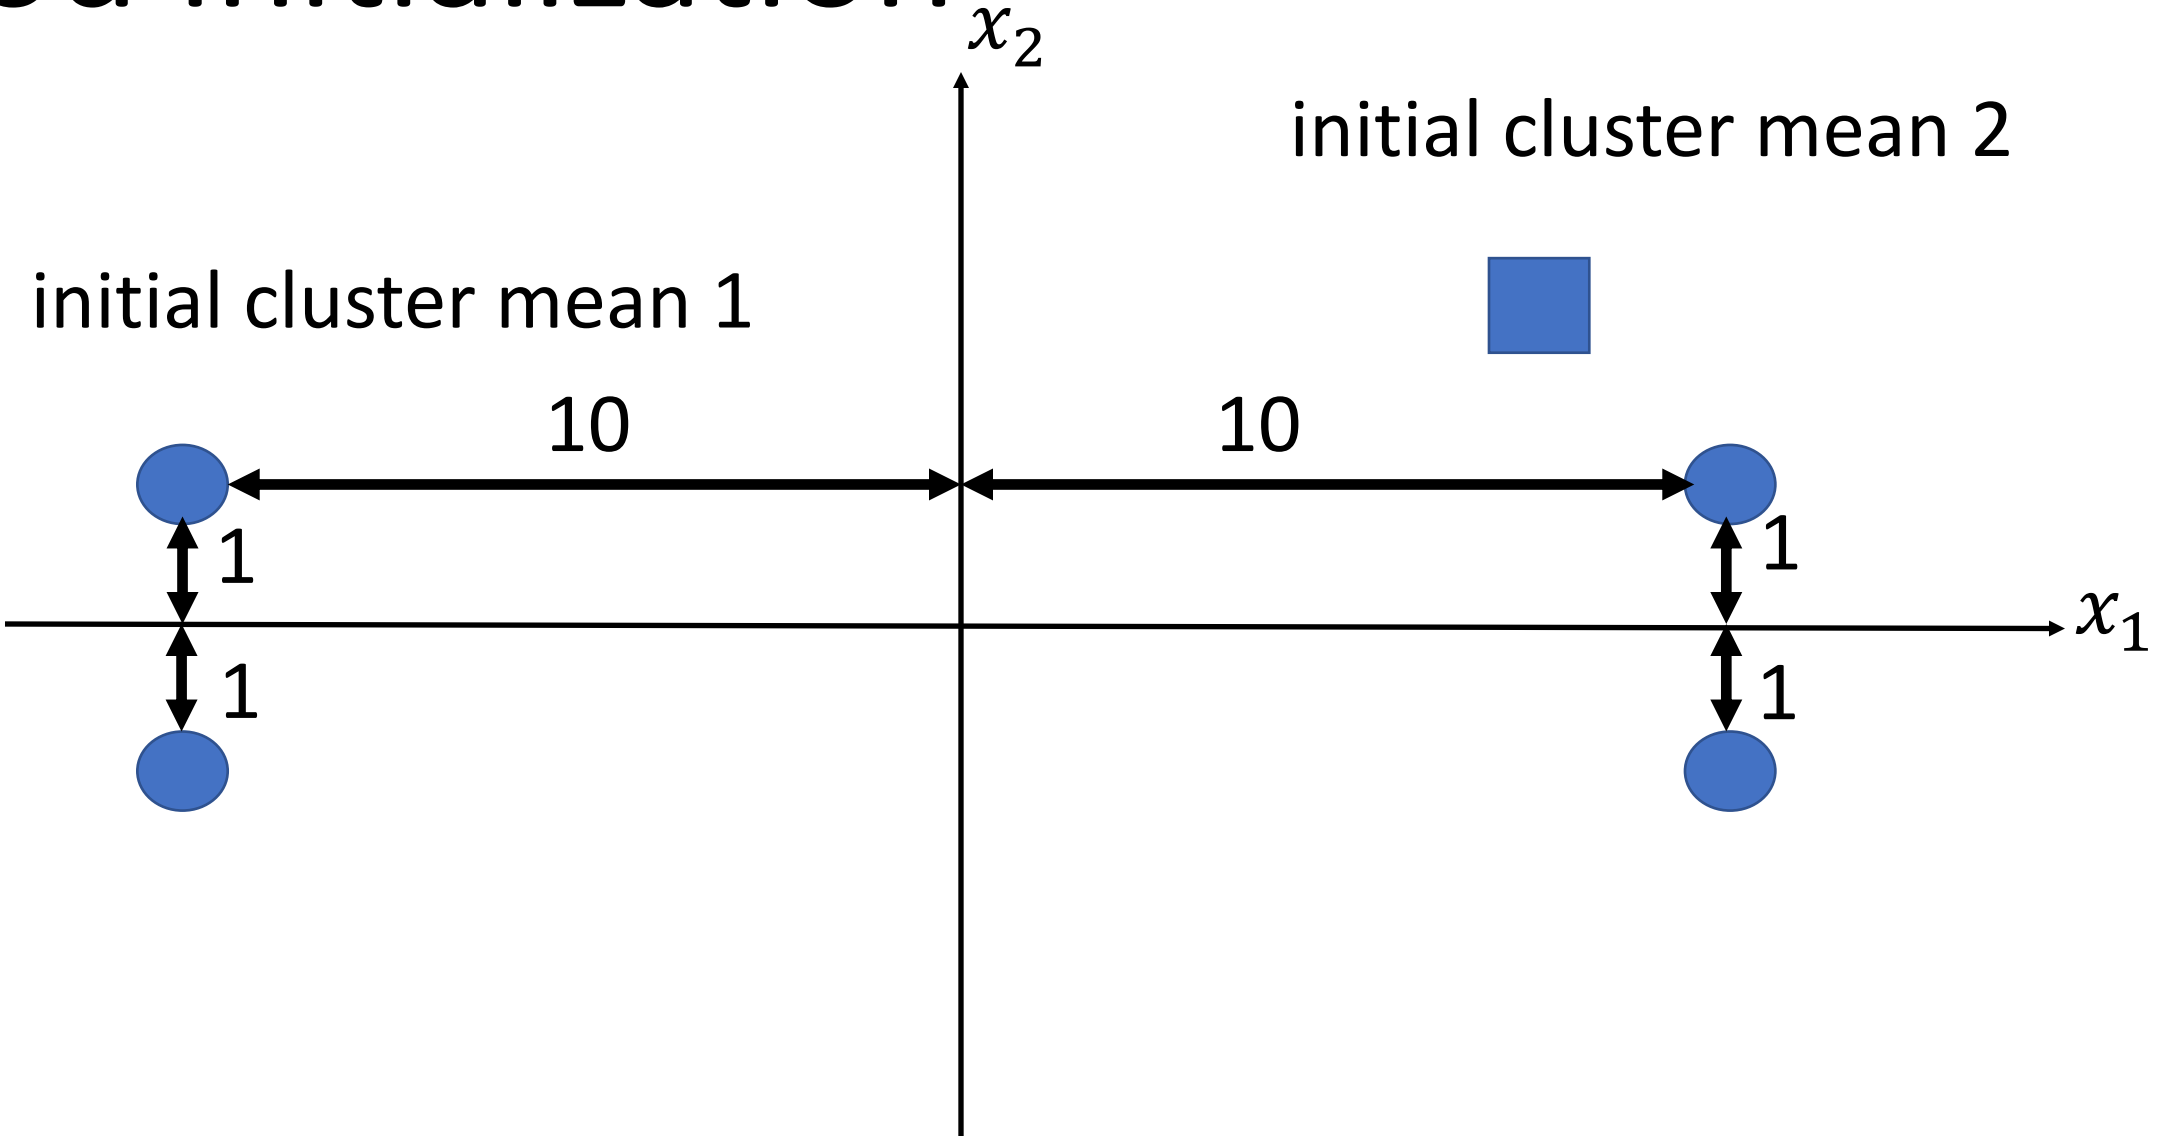 x₂
initial cluster mean 2
initial cluster mean 1
10
10
1
1
x₁
1
1